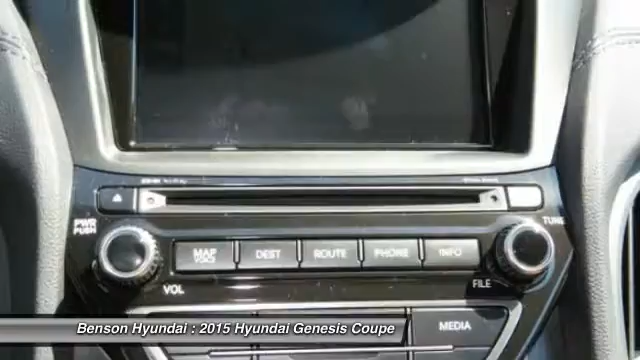 PWR
PUSH
TUNE
MAP
VOICE
DEST
ROUTE
PHONE
INFO
VOL
FILE
MEDIA
Benson Hyundai : 2015 Hyundai Genesis Coupe